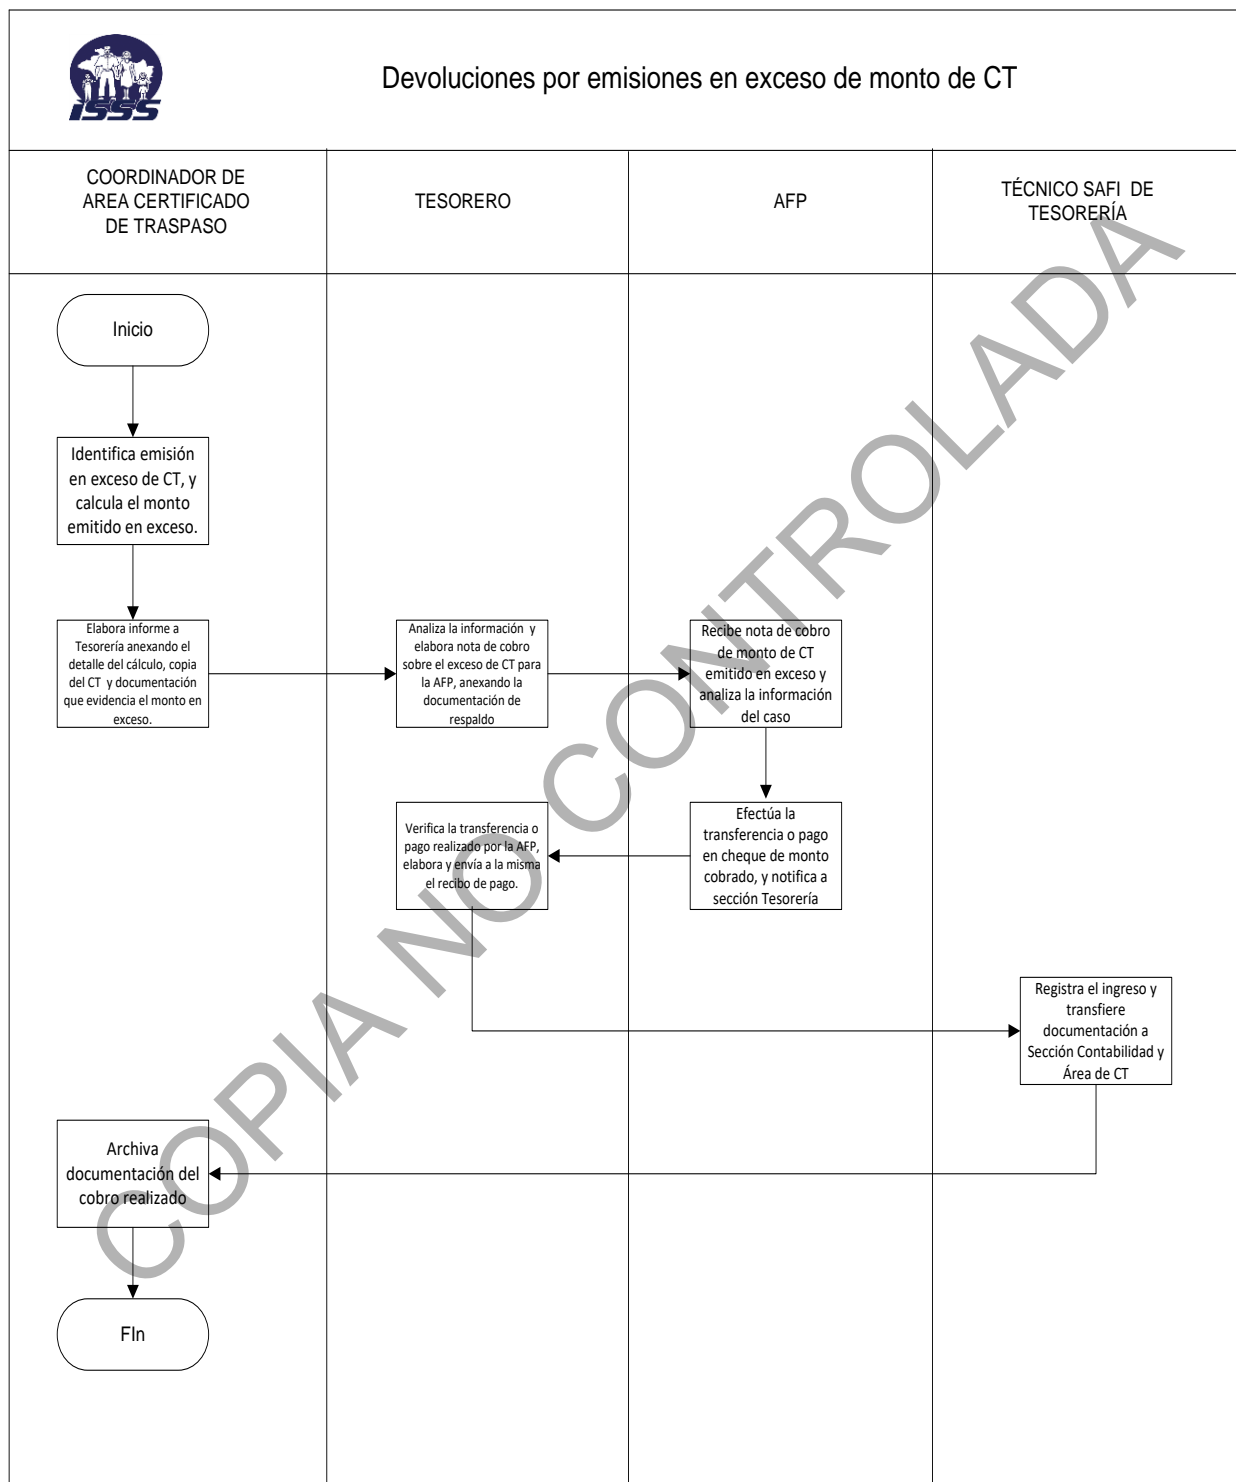 ISSS
Devoluciones por emisiones en exceso de monto de CT
COORDINADOR DE
AREA CERTIFICADO
DE TRASPASO
TESORERO
AFP
TÉCNICO SAFI DE
TESORERÍA
Inicio
Identifica emisión
en exceso de CT, y
calcula el monto
emitido en exceso.
Elabora informe a
Tesorería anexando el
detalle del cálculo, copia
del CT y documentación
que evidencia el monto en
exceso.
Analiza la información y
elabora nota de cobro
sobre el exceso de CT para
la AFP, anexando la
documentación de
respaldo
Recibe nota de cobro
de monto de CT
emitido en exceso y
analiza la información
del caso
Efectúa la
transferencia o pago
en cheque de monto
cobrado, y notifica a
sección Tesorería
Verifica la transferencia o
pago realizado por la AFP,
elabora y envía a la misma
el recibo de pago.
Registra el ingreso y
transfiere
documentación a
Sección Contabilidad y
Área de CT
Archiva
documentación del
cobro realizado
FIn
COPIA NO CONTROLADA